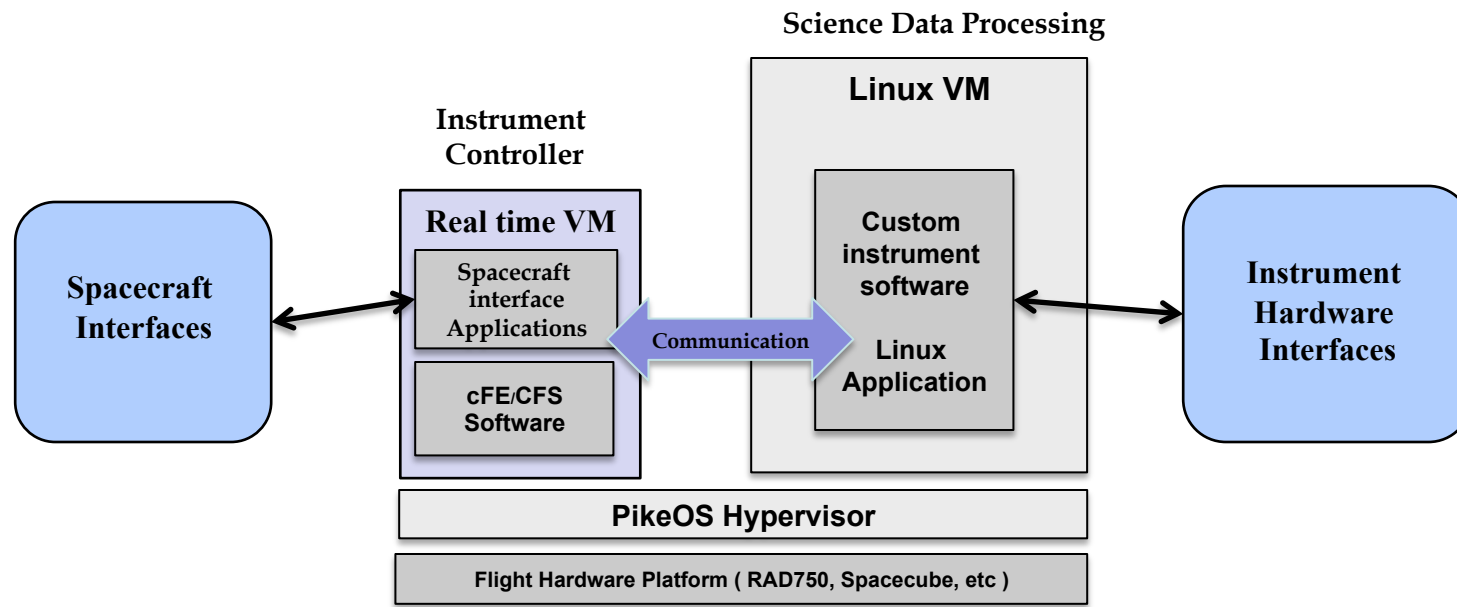 Science Data Processing
Linux VM
Instrument
Controller
Real time VM
Spacecraft
interface
Applications
cFE/CFS
Software
Spacecraft
Interfaces
Communication
Custom
instrument
software
Linux
Application
Instrument
Hardware
Interfaces
PikeOS Hypervisor
Flight Hardware Platform ( RAD750, Spacecube, etc )